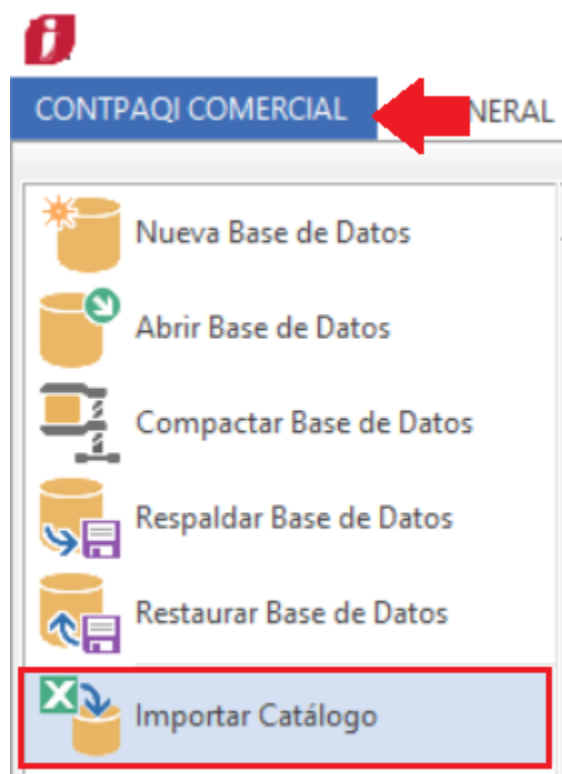 CONTPAQI COMERCIAL NERAL
Nueva Base de Datos
Abrir Base de Datos
Compactar Base de Datos
Respaldar Base de Datos
Restaurar Base de Datos
Importar Catálogo